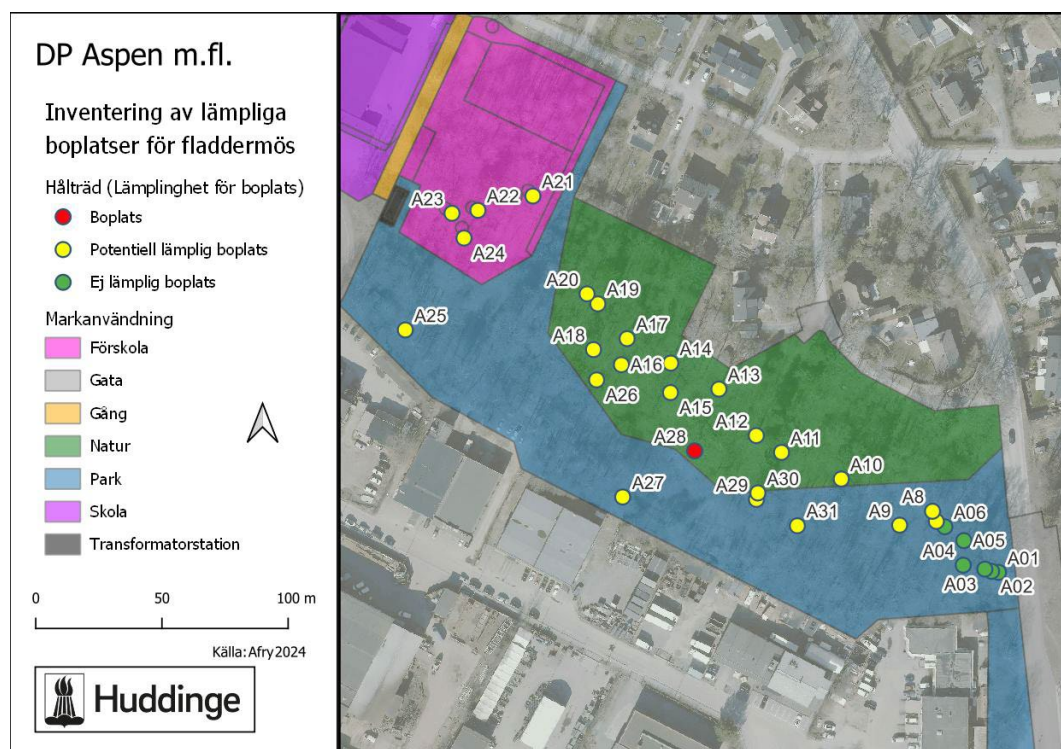 DP Aspen m.fl.
Inventering av lämpliga
boplatser för fladdermös
Hålträd (Lämplinghet för boplats)
Boplats
Potentiell lämplig boplats
Ej lämplig boplats
Markanvändning
Förskola
Gata
Gång
Natur
Park
Skola
Transformatorstation
0 50 100 m
Källa:Afry2024
Huddinge
A21
A22
A23
A24
A20
A19
A25
A17
A18
A14
A16
A13
A26
A15
A12
A28
A11
A10
A30
A29
A27
A8
A31
A9
A06
A05
A04
A01
A03
A02